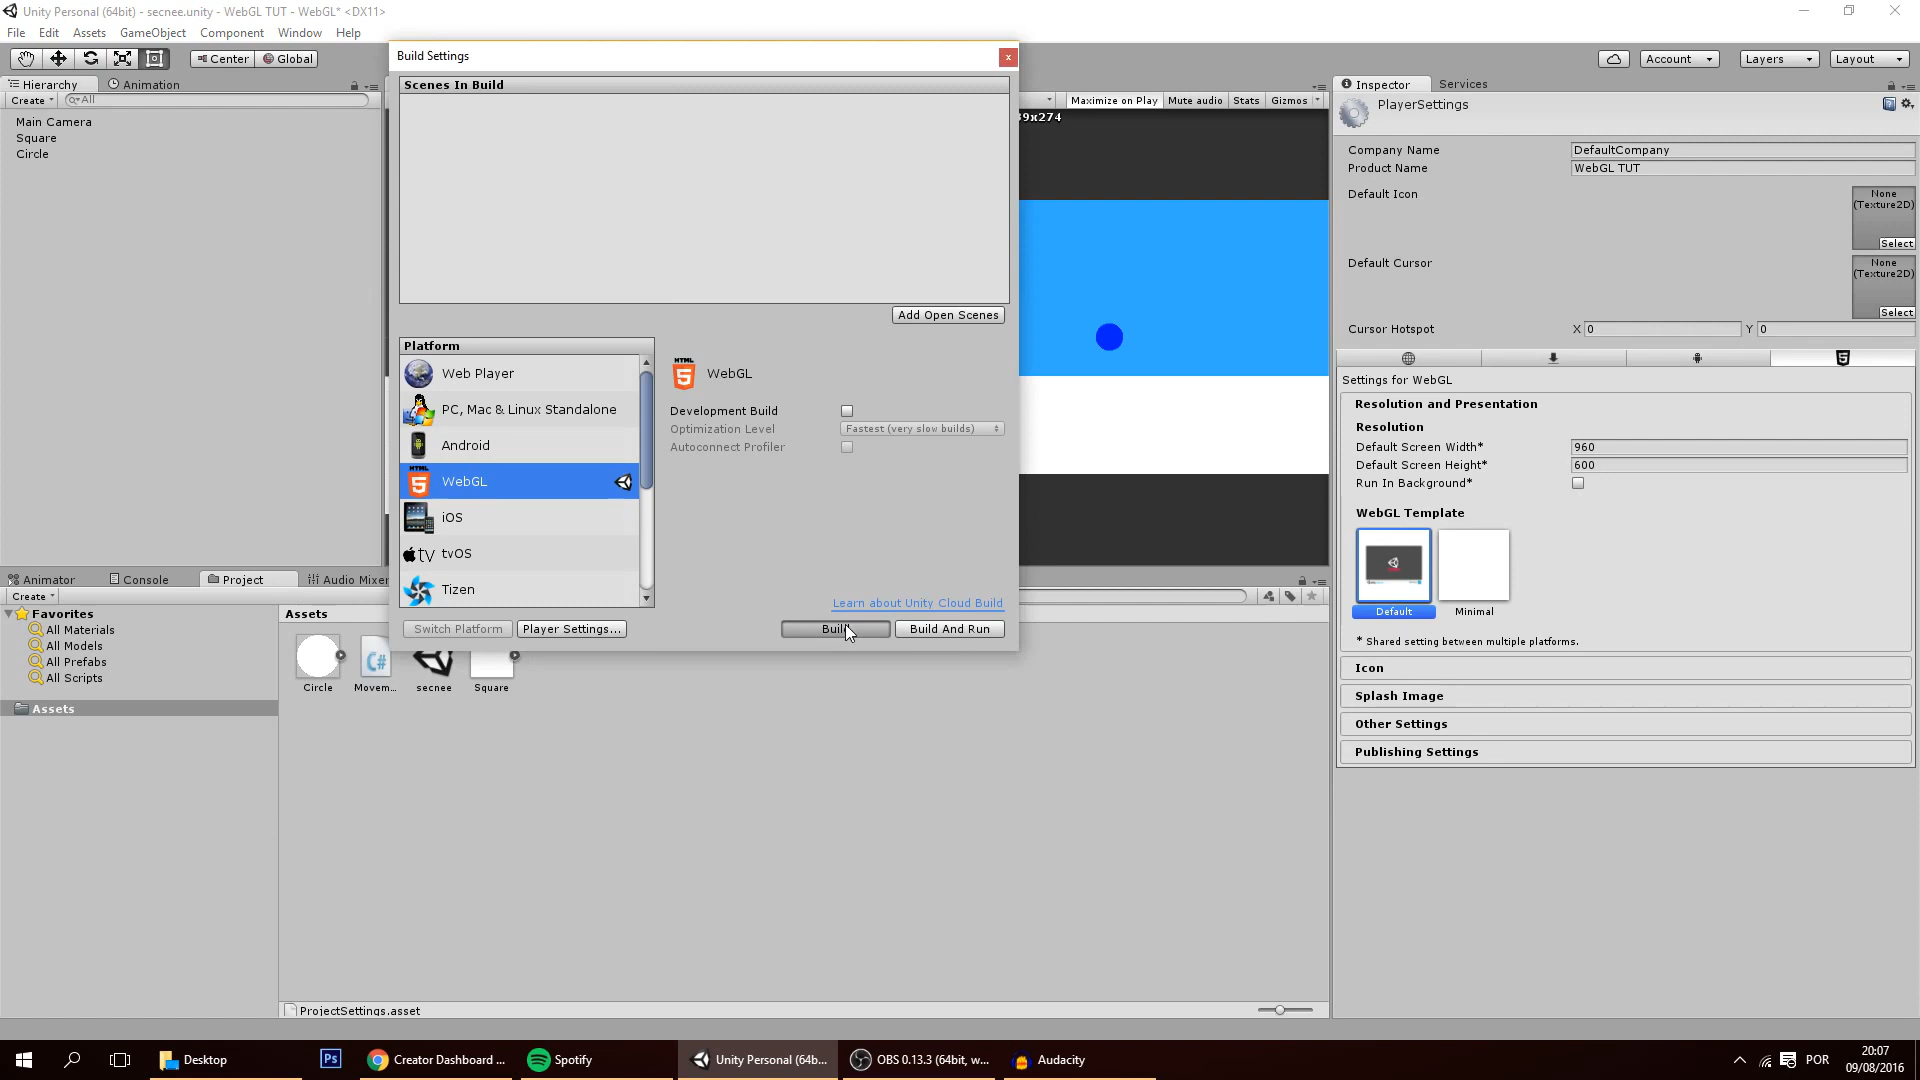 Unity Personal (64bit) - secnee.unity - WebGL TUT - WebGL* <DX11>
File Edit Assets GameObject Component Window Help
Center Global Account Layers Layout
Hierarchy Animation
Create All
Main Camera
Square
Circle
Build Settings
Scenes In Build
Add Open Scenes
Platform
Web Player
PC, Mac & Linux Standalone
Android
WebGL
iOS
tvOS
Tizen
WebGL
Development Build
Optimization Level Fastest (very slow builds)
Autoconnect Profiler
Learn about Unity Cloud Build
Switch Platform Player Settings... Build Build And Run
Maximize on Play Mute audio Stats Gizmos
39x274
Inspector Services
PlayerSettings
Company Name DefaultCompany
Product Name WebGL TUT
Default Icon
None
(Texture2D)
Select
Default Cursor
None
(Texture2D)
Select
Cursor Hotspot X 0 Y 0
Settings for WebGL
Resolution and Presentation
Resolution
Default Screen Width* 960
Default Screen Height* 600
Run In Background*
WebGL Template
Default Minimal
* Shared setting between multiple platforms.
Icon
Splash Image
Other Settings
Publishing Settings
Animator Console Project Audio Mixer
Create
Favorites
All Materials
All Models
All Prefabs
All Scripts
Assets
Assets
Circle Movem... secnee Square
ProjectSettings.asset
Desktop Ps Creator Dashboard ... Spotify Unity Personal (64b... OBS 0.13.3 (64bit, w... Audacity POR
20:07
09/08/2016